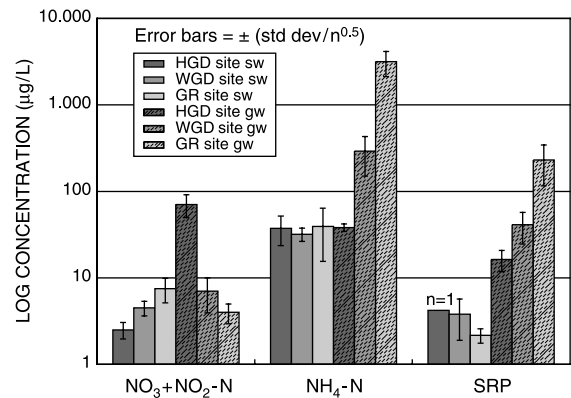 Error bars = ± (std dev/n^0.5)
HGD site sw
WGD site sw
GR site sw
HGD site gw
WGD site gw
GR site gw
LOG CONCENTRATION (µg/L)
10.000
1.000
100
10
1
n=1
NO₃+NO₂-N
NH₄-N
SRP